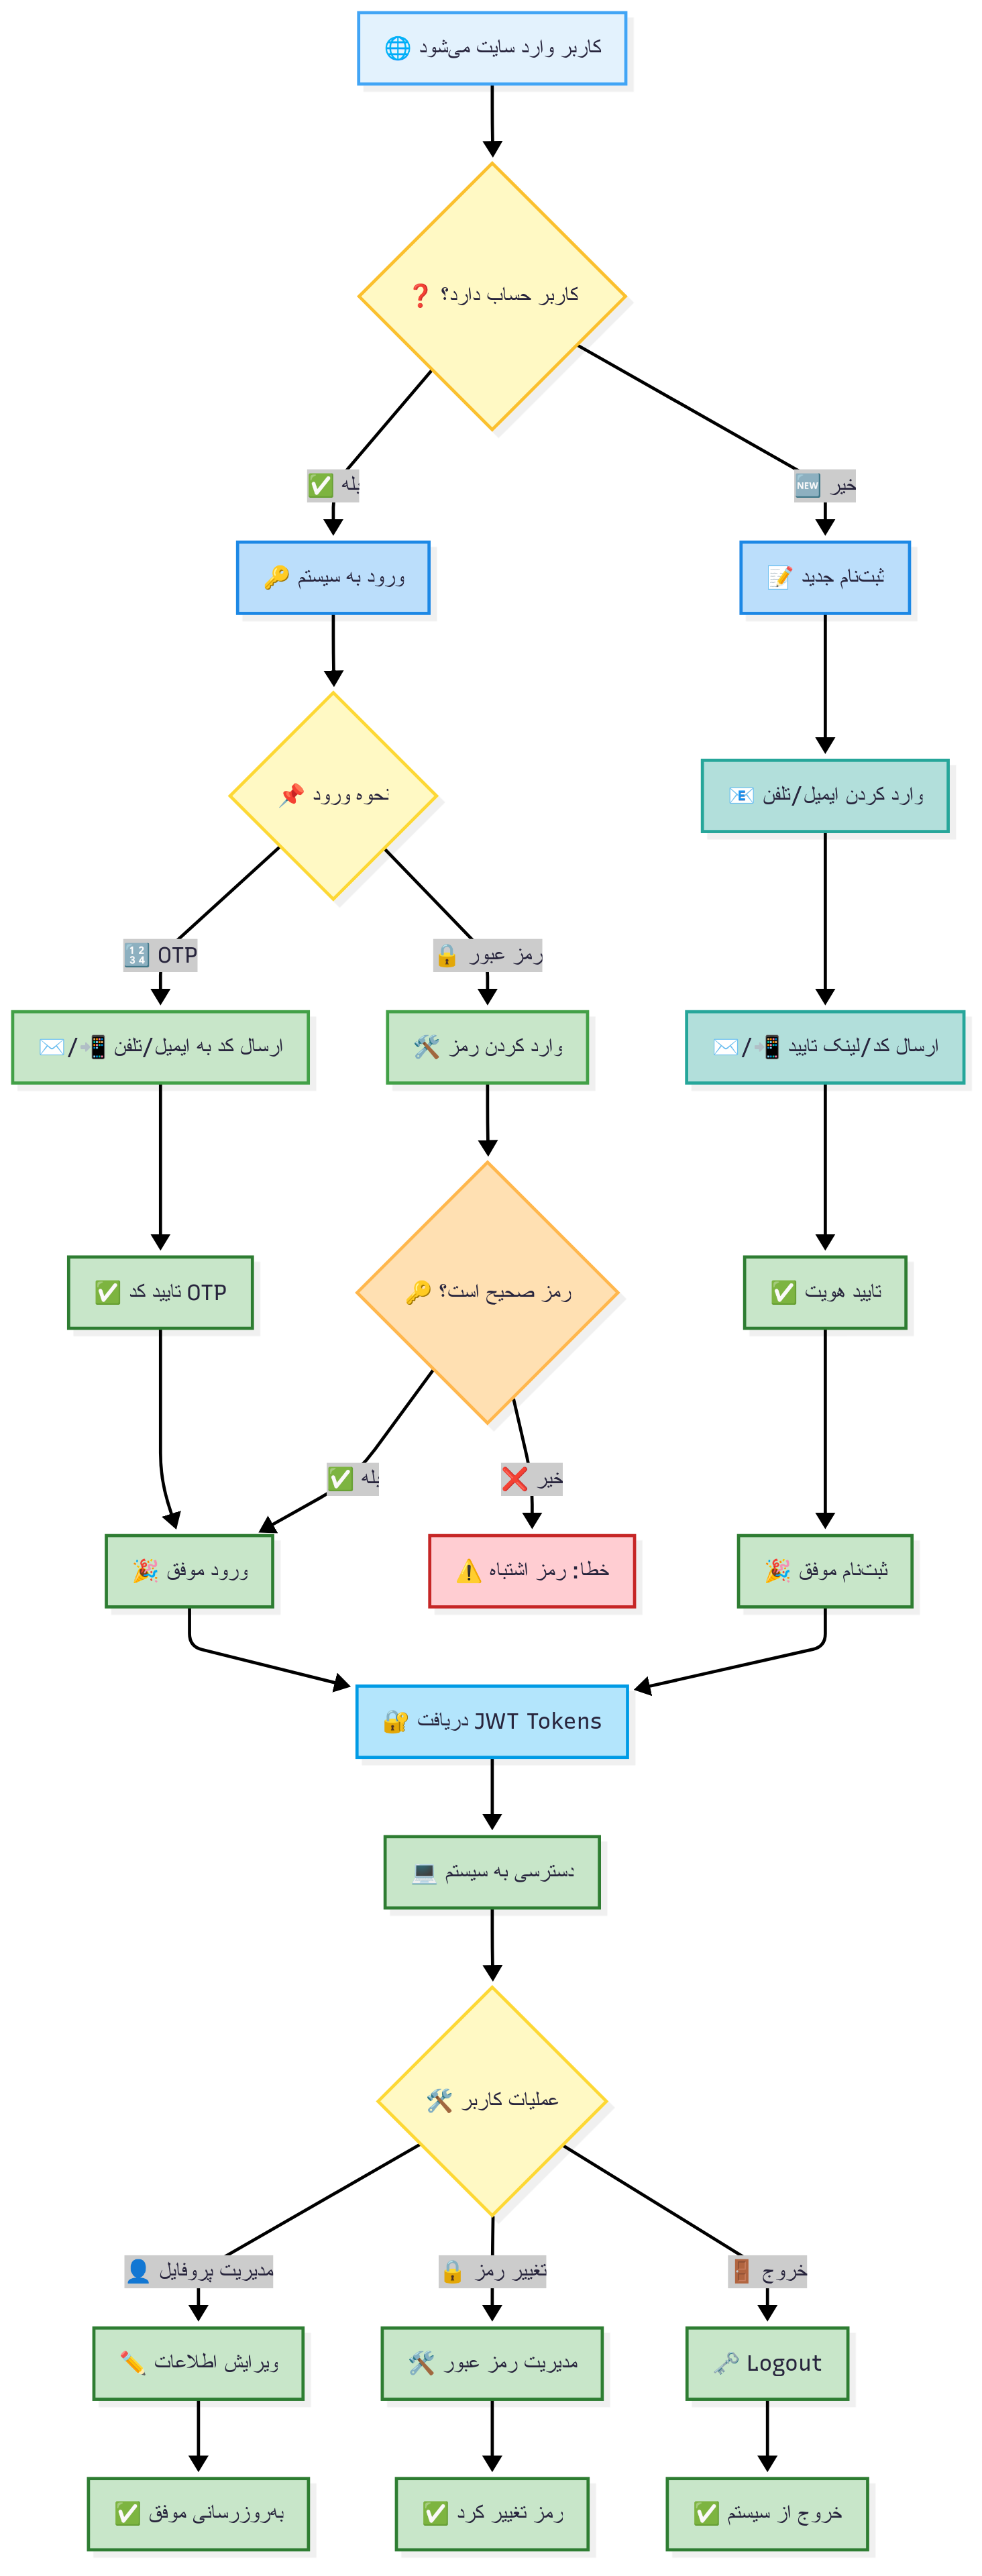 کاربر وارد سایت می‌شود 🌐
کاربر حساب دارد؟ ❓
بله ✅
خیر 🆕
ورود به سیستم 🔑
ثبت‌نام جدید 📝
نحوه ورود 📌
وارد کردن ایمیل/تلفن 📧
🔢 OTP
رمز عبور 🔒
ارسال کد به ایمیل/تلفن 📲/✉️
وارد کردن رمز 🛠️
ارسال کد/لینک تایید 📲/✉️
✅ تایید کد OTP
رمز صحیح است؟ 🔑
تایید هویت ✅
بله ✅
خیر ❌
ورود موفق 🎉
خطا: رمز اشتباه ⚠️
ثبت‌نام موفق 🎉
🔐 دریافت JWT Tokens
دسترسی به سیستم 💻
عملیات کاربر 🛠️
مدیریت پروفایل 👤
تغییر رمز 🔒
خروج 🚪
ویرایش اطلاعات ✏️
مدیریت رمز عبور 🛠️
🗝️ Logout
به‌روزرسانی موفق ✅
رمز تغییر کرد ✅
خروج از سیستم ✅